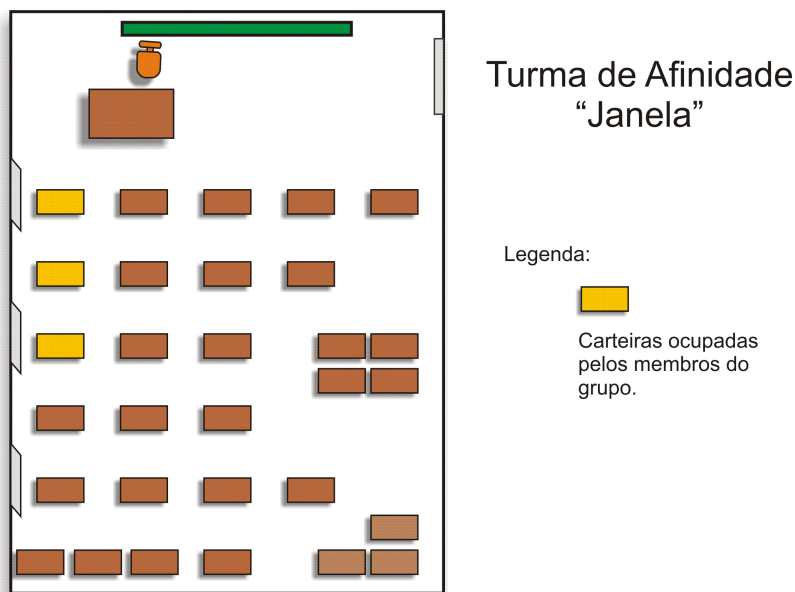 Turma de Afinidade
“Janela”
Legenda:
Carteiras ocupadas
pelos membros do
grupo.